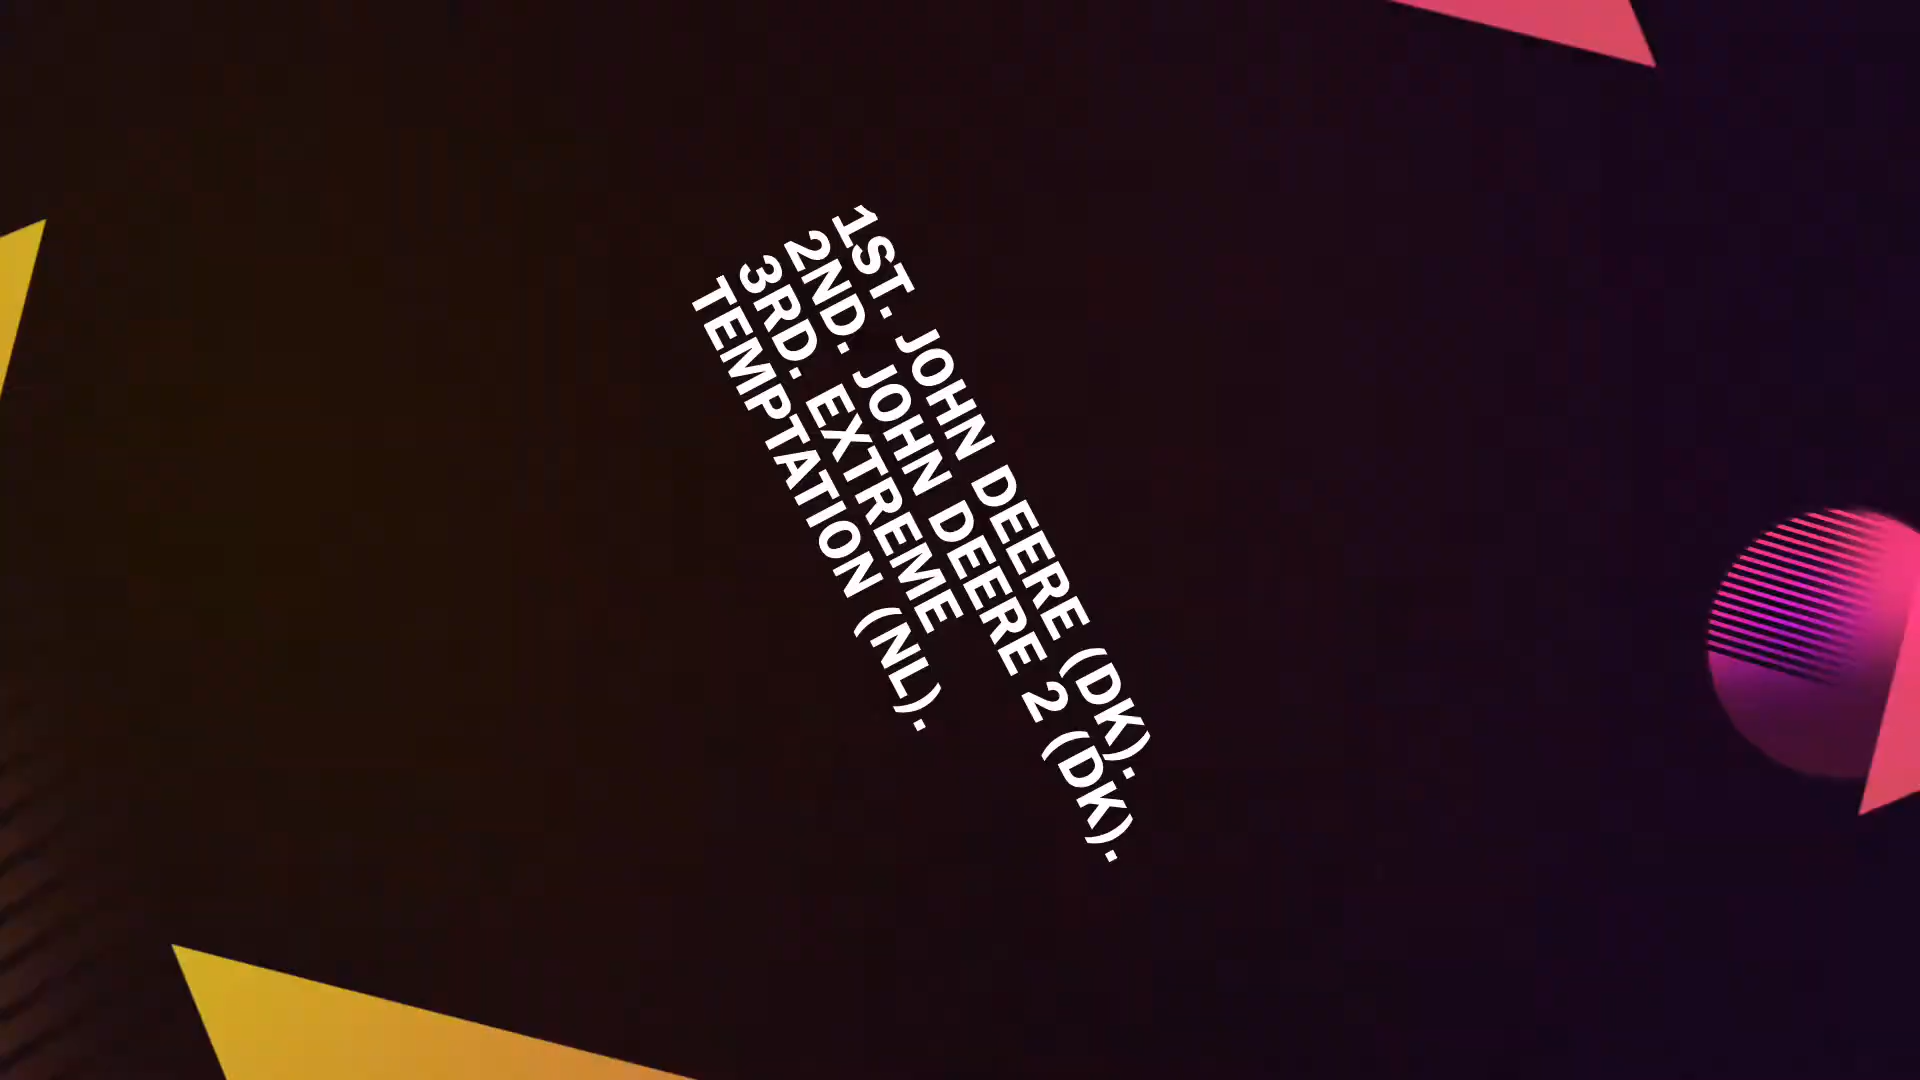 1ST. JOHN DEERE (DK).
2ND. JOHN DEERE 2 (DK).
3RD. EXTREME
TEMPTATION (NL).